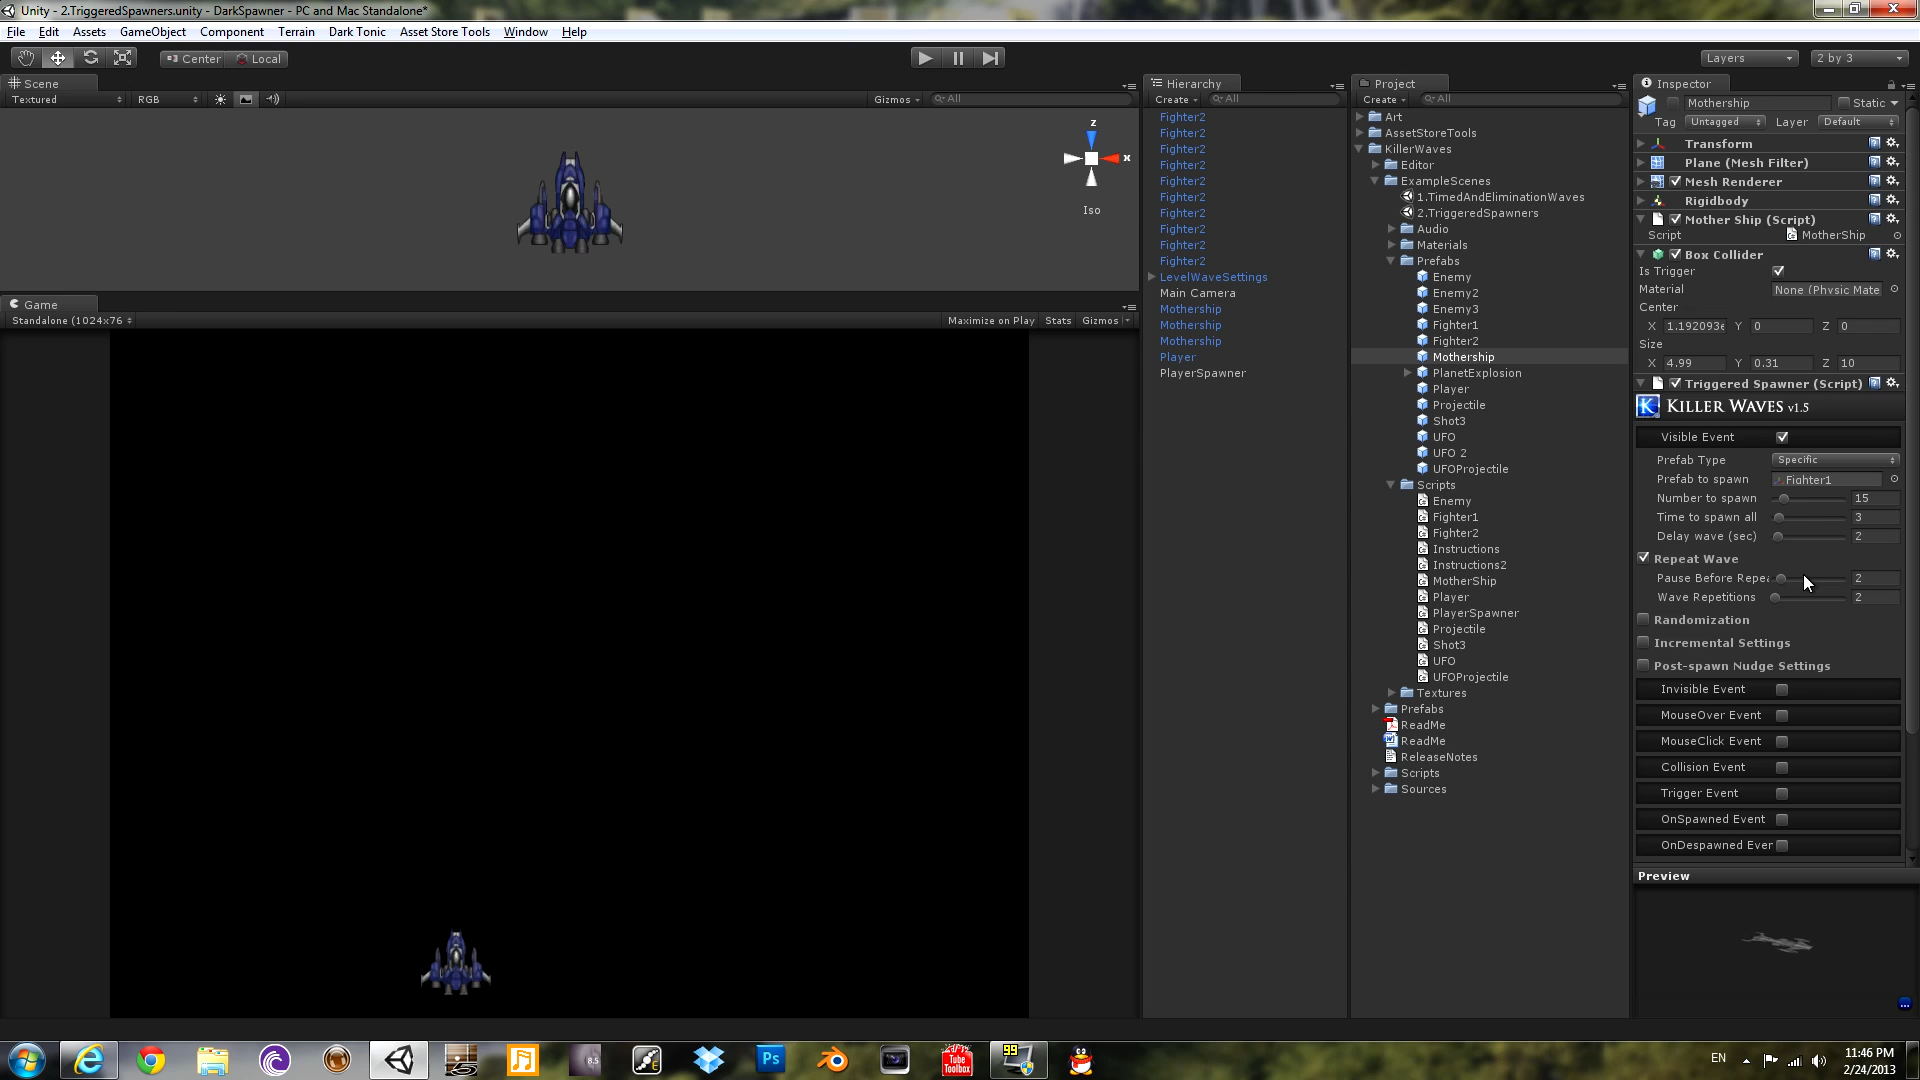 Unity - 2.TriggeredSpawners.unity - DarkSpawner - PC and Mac Standalone*
File Edit Assets GameObject Component Terrain Dark Tonic Asset Store Tools Window Help
Center Local
Layers
2 by 3
Scene
Textured RGB Gizmos All
z
x
Iso
Game
Standalone (1024x76 Maximize on Play Stats Gizmos
Hierarchy
Create All
Fighter2
Fighter2
Fighter2
Fighter2
Fighter2
Fighter2
Fighter2
Fighter2
Fighter2
Fighter2
LevelWaveSettings
Main Camera
Mothership
Mothership
Mothership
Player
PlayerSpawner
Project
Create All
Art
AssetStoreTools
KillerWaves
Editor
ExampleScenes
1.TimedAndEliminationWaves
2.TriggeredSpawners
Audio
Materials
Prefabs
Enemy
Enemy2
Enemy3
Fighter1
Fighter2
Mothership
PlanetExplosion
Player
Projectile
Shot3
UFO
UFO 2
UFOProjectile
Scripts
Enemy
Fighter1
Fighter2
Instructions
Instructions2
MotherShip
Player
PlayerSpawner
Projectile
Shot3
UFO
UFOProjectile
Textures
Prefabs
ReadMe
ReadMe
ReleaseNotes
Scripts
Sources
Inspector
Mothership Static
Tag Untagged Layer Default
Transform
Plane (Mesh Filter)
Mesh Renderer
Rigidbody
Mother Ship (Script)
Script MotherShip
Box Collider
Is Trigger
Material None (Physic Mate
Center
X 1.192093e Y 0 Z 0
Size
X 4.99 Y 0.31 Z 10
Triggered Spawner (Script)
K KILLER WAVES v1.5
Visible Event
Prefab Type Specific
Prefab to spawn Fighter1
Number to spawn 15
Time to spawn all 3
Delay wave (sec) 2
Repeat Wave
Pause Before Repea 2
Wave Repetitions 2
Randomization
Incremental Settings
Post-spawn Nudge Settings
Invisible Event
MouseOver Event
MouseClick Event
Collision Event
Trigger Event
OnSpawned Event
OnDespawned Ever
Preview
8.5
Ps
99
Tube
Toolbox
EN
11:46 PM
2/24/2013